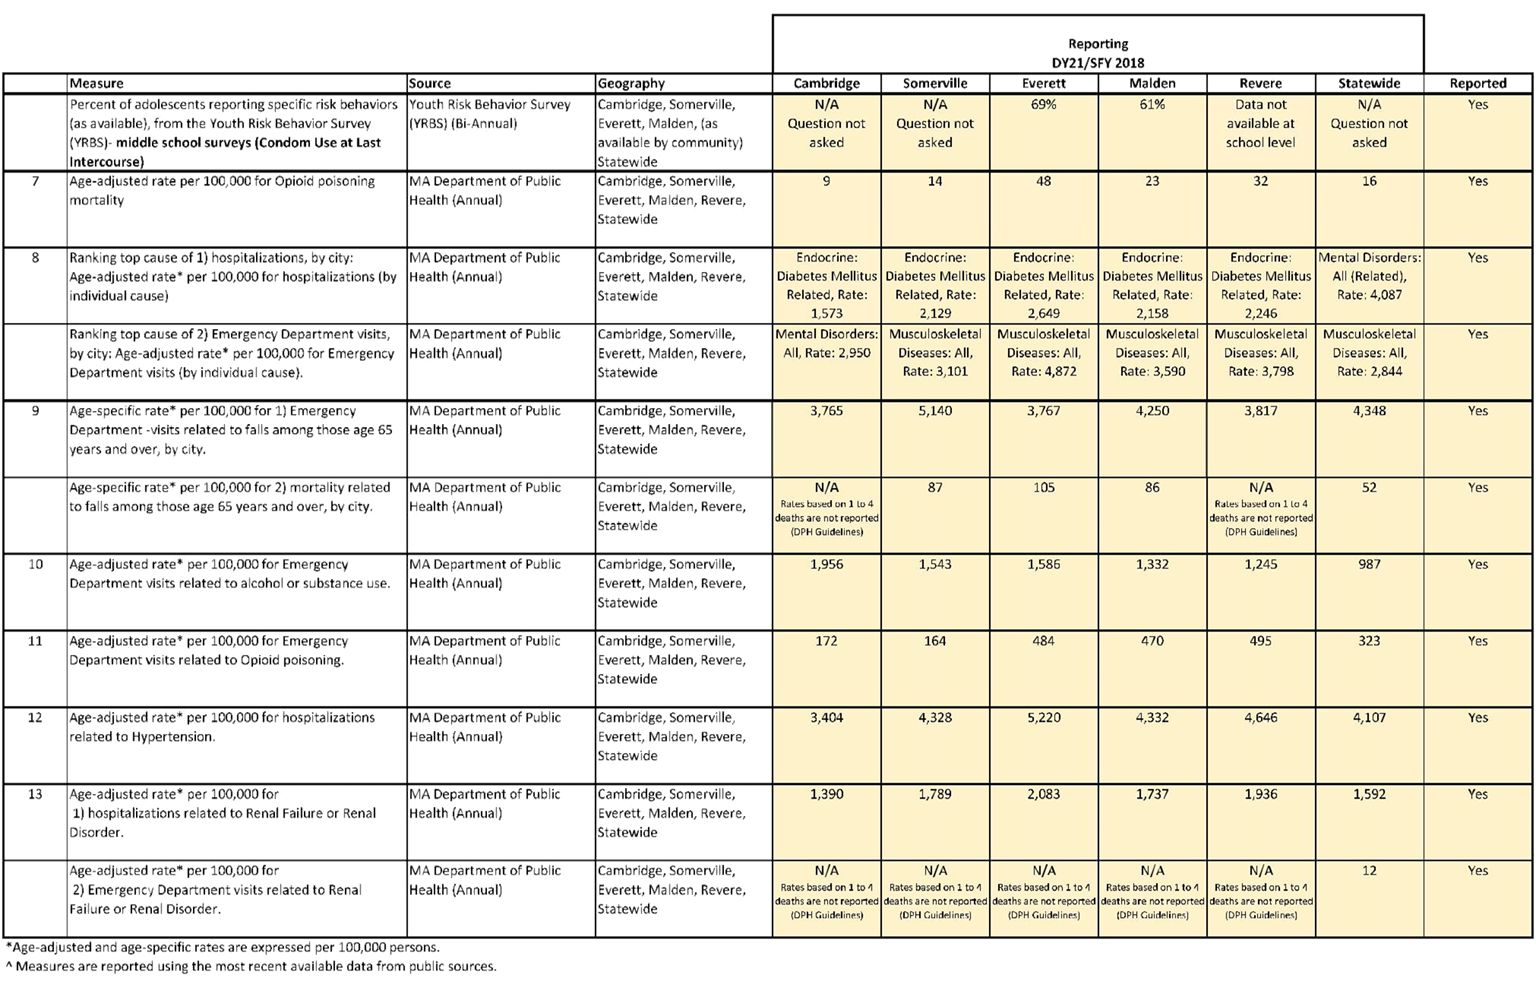 Reporting
DY21/SFY 2018
Measure Source Geography Cambridge Somerville Everett Malden Revere Statewide Reported
Percent of adolescents reporting specific risk behaviors
(as available), from the Youth Risk Behavior Survey
(YRBS)- middle school surveys (Condom Use at Last
Intercourse)
Youth Risk Behavior Survey
(YRBS) (Bi-Annual)
Cambridge, Somerville,
Everett, Malden, (as
available by community)
Statewide
N/A
Question not
asked
N/A
Question not
asked
69%
61%
Data not
available at
school level
N/A
Question not
asked
Yes
7
Age-adjusted rate per 100,000 for Opioid poisoning
mortality
MA Department of Public
Health (Annual)
Cambridge, Somerville,
Everett, Malden, Revere,
Statewide
9
14
48
23
32
16
Yes
8
Ranking top cause of 1) hospitalizations, by city:
Age-adjusted rate* per 100,000 for hospitalizations (by
individual cause)
MA Department of Public
Health (Annual)
Cambridge, Somerville,
Everett, Malden, Revere,
Statewide
Endocrine:
Diabetes Mellitus
Related, Rate:
1,573
Endocrine:
Diabetes Mellitus
Related, Rate:
2,129
Endocrine:
Diabetes Mellitus
Related, Rate:
2,649
Endocrine:
Diabetes Mellitus
Related, Rate:
2,158
Endocrine:
Diabetes Mellitus
Related, Rate:
2,246
Mental Disorders:
All (Related),
Rate: 4,087
Yes
Ranking top cause of 2) Emergency Department visits,
by city: Age-adjusted rate* per 100,000 for Emergency
Department visits (by individual cause).
MA Department of Public
Health (Annual)
Cambridge, Somerville,
Everett, Malden, Revere,
Statewide
Mental Disorders:
All, Rate: 2,950
Musculoskeletal
Diseases: All,
Rate: 3,101
Musculoskeletal
Diseases: All,
Rate: 4,872
Musculoskeletal
Diseases: All,
Rate: 3,590
Musculoskeletal
Diseases: All,
Rate: 3,798
Musculoskeletal
Diseases: All,
Rate: 2,844
Yes
9
Age-specific rate* per 100,000 for 1) Emergency
Department -visits related to falls among those age 65
years and over, by city.
MA Department of Public
Health (Annual)
Cambridge, Somerville,
Everett, Malden, Revere,
Statewide
3,765
5,140
3,767
4,250
3,817
4,348
Yes
Age-specific rate* per 100,000 for 2) mortality related
to falls among those age 65 years and over, by city.
MA Department of Public
Health (Annual)
Cambridge, Somerville,
Everett, Malden, Revere,
Statewide
N/A
Rates based on 1 to 4
deaths are not reported
(DPH Guidelines)
87
105
86
N/A
Rates based on 1 to 4
deaths are not reported
(DPH Guidelines)
52
Yes
10
Age-adjusted rate* per 100,000 for Emergency
Department visits related to alcohol or substance use.
MA Department of Public
Health (Annual)
Cambridge, Somerville,
Everett, Malden, Revere,
Statewide
1,956
1,543
1,586
1,332
1,245
987
Yes
11
Age-adjusted rate* per 100,000 for Emergency
Department visits related to Opioid poisoning.
MA Department of Public
Health (Annual)
Cambridge, Somerville,
Everett, Malden, Revere,
Statewide
172
164
484
470
495
323
Yes
12
Age-adjusted rate* per 100,000 for hospitalizations
related to Hypertension.
MA Department of Public
Health (Annual)
Cambridge, Somerville,
Everett, Malden, Revere,
Statewide
3,404
4,328
5,220
4,332
4,646
4,107
Yes
13
Age-adjusted rate* per 100,000 for
1) hospitalizations related to Renal Failure or Renal
Disorder.
MA Department of Public
Health (Annual)
Cambridge, Somerville,
Everett, Malden, Revere,
Statewide
1,390
1,789
2,083
1,737
1,936
1,592
Yes
Age-adjusted rate* per 100,000 for
2) Emergency Department visits related to Renal
Failure or Renal Disorder.
MA Department of Public
Health (Annual)
Cambridge, Somerville,
Everett, Malden, Revere,
Statewide
N/A
Rates based on 1 to 4
deaths are not reported
(DPH Guidelines)
N/A
Rates based on 1 to 4
deaths are not reported
(DPH Guidelines)
N/A
Rates based on 1 to 4
deaths are not reported
(DPH Guidelines)
N/A
Rates based on 1 to 4
deaths are not reported
(DPH Guidelines)
N/A
Rates based on 1 to 4
deaths are not reported
(DPH Guidelines)
12
Yes
*Age-adjusted and age-specific rates are expressed per 100,000 persons.
^ Measures are reported using the most recent available data from public sources.